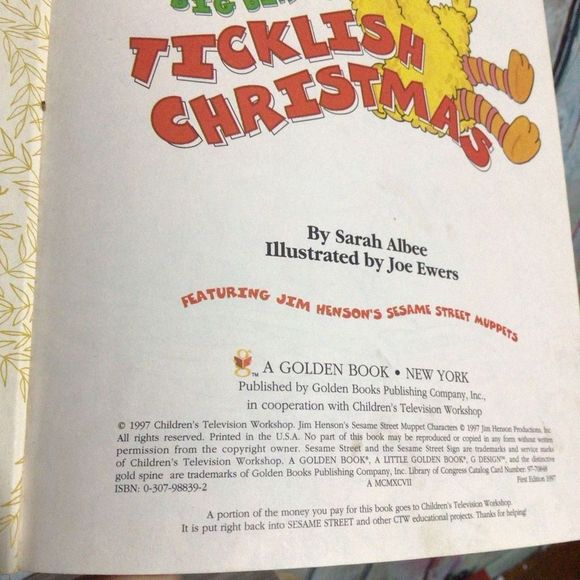 BIG
TICKLISH
CHRISTMAS
By Sarah Albee
Illustrated by Joe Ewers
FEATURING JIM HENSON'S SESAME STREET MUPPETS
g TM A GOLDEN BOOK • NEW YORK
Published by Golden Books Publishing Company, Inc.,
in cooperation with Children's Television Workshop
© 1997 Children's Television Workshop. Jim Henson's Sesame Street Muppet Characters © 1997 Jim Henson Productions, Inc.
All rights reserved. Printed in the U.S.A. No part of this book may be reproduced or copied in any form without written
permission from the copyright owner. Sesame Street and the Sesame Street Sign are trademarks and service marks
of Children's Television Workshop. A GOLDEN BOOK®, A LITTLE GOLDEN BOOK®, G DESIGN™, and the distinctive
gold spine are trademarks of Golden Books Publishing Company, Inc. Library of Congress Catalog Card Number:
ISBN: 0-307-98839-2 A MCMXCVII First Edition 1997
A portion of the money you pay for this book goes to Children's Television Workshop.
It is put right back into SESAME STREET and other CTW educational projects. Thanks for helping!